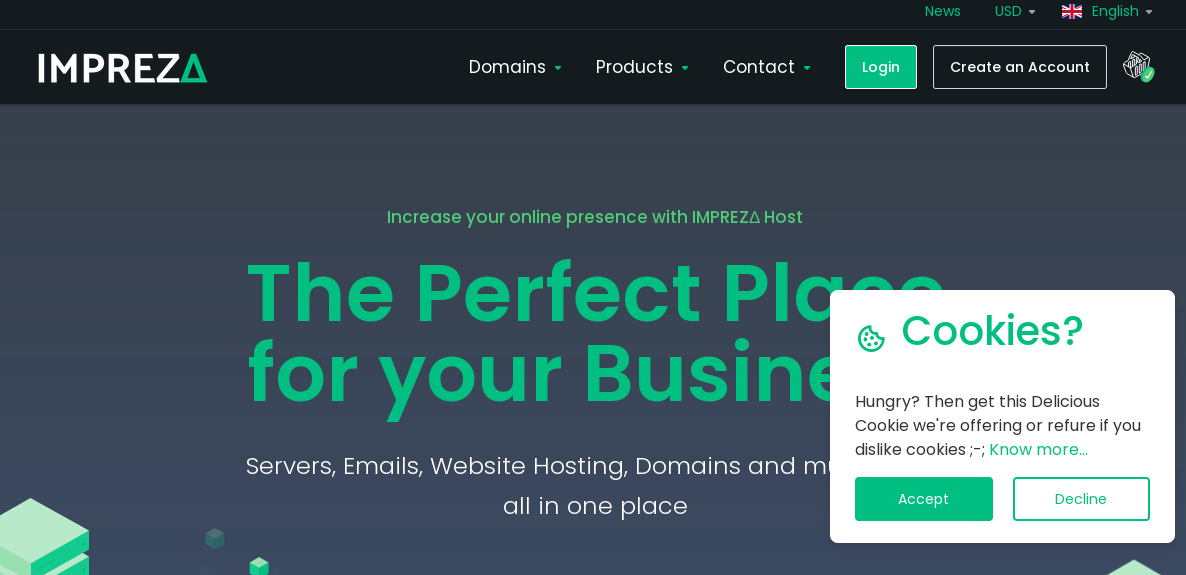 News USD English
IMPREZΔ Domains Products Contact Login Create an Account
Increase your online presence with IMPREZΔ Host
The Perfect Place
for your
Servers, Emails, Website Hosting, Domains and
all in one place
Cookies?
Hungry? Then get this Delicious
Cookie we're offering or refure if you
dislike cookies ;-; Know more...
Accept Decline